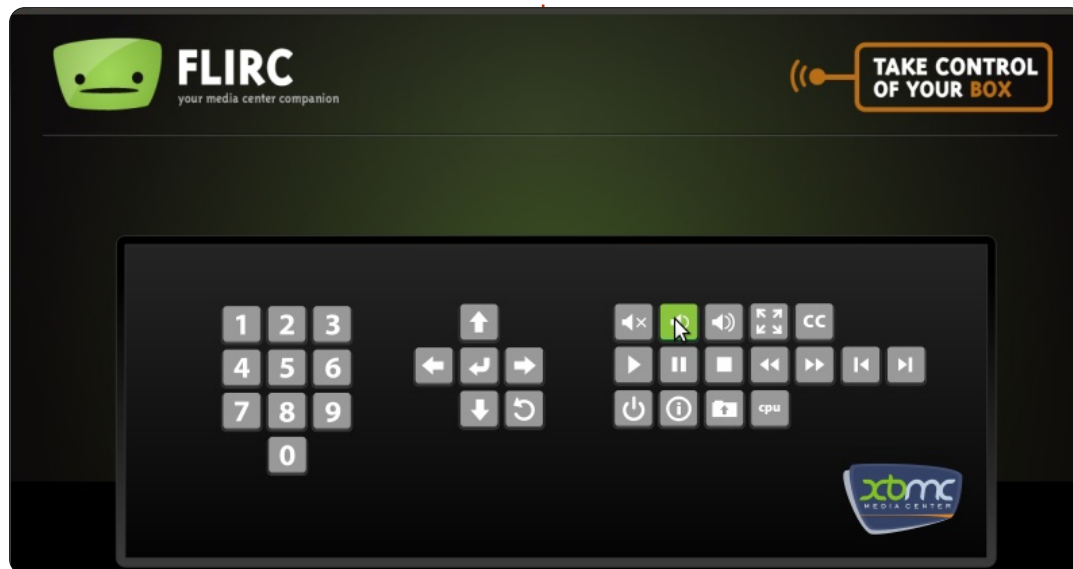 FLIRC
your media center companion
TAKE CONTROL
OF YOUR BOX
1 2 3
CC
4 5 6
7 8 9
cpu
0
xbmc
MEDIA CENTER